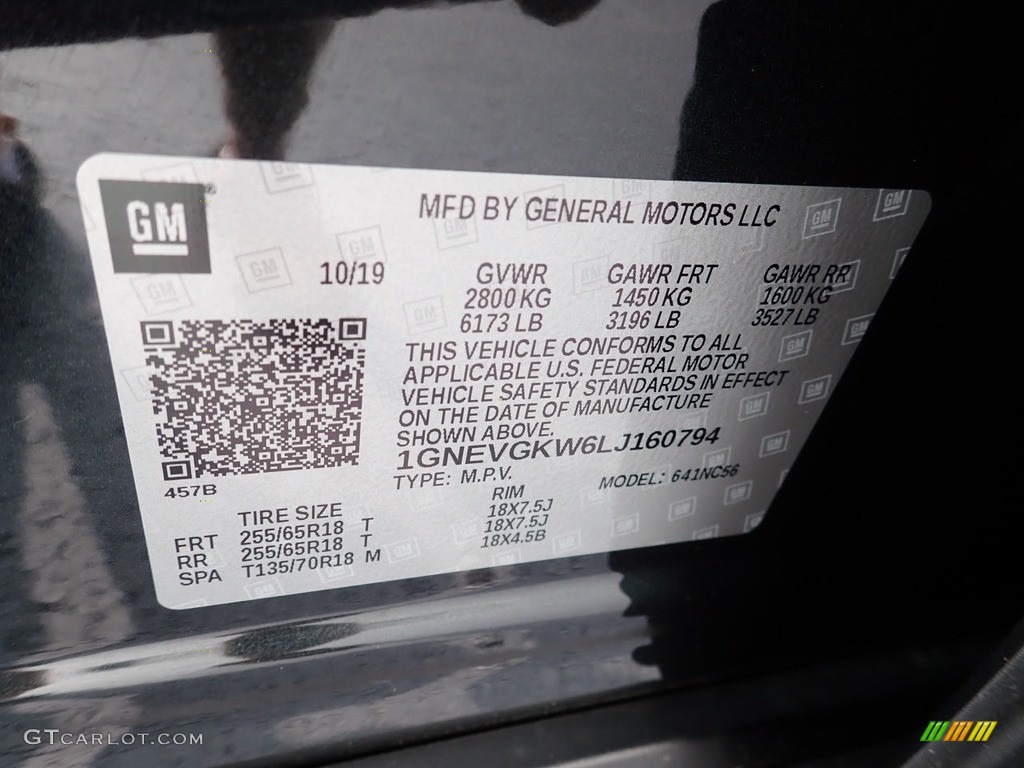 GM
MFD BY GENERAL MOTORS LLC
10/19 GVWR GAWR FRT GAWR RR
2800 KG 1450 KG 1600 KG
6173 LB 3196 LB 3527 LB
THIS VEHICLE CONFORMS TO ALL
APPLICABLE U.S. FEDERAL MOTOR
VEHICLE SAFETY STANDARDS IN EFFECT
ON THE DATE OF MANUFACTURE
SHOWN ABOVE.
1GNEVGKW6LJ160794
TYPE: M.P.V. MODEL: 641NC56
457B
TIRE SIZE RIM
FRT 255/65R18 T 18X7.5J
RR 255/65R18 T 18X7.5J
SPA T135/70R18 M 18X4.5B
GTCARLOT.COM